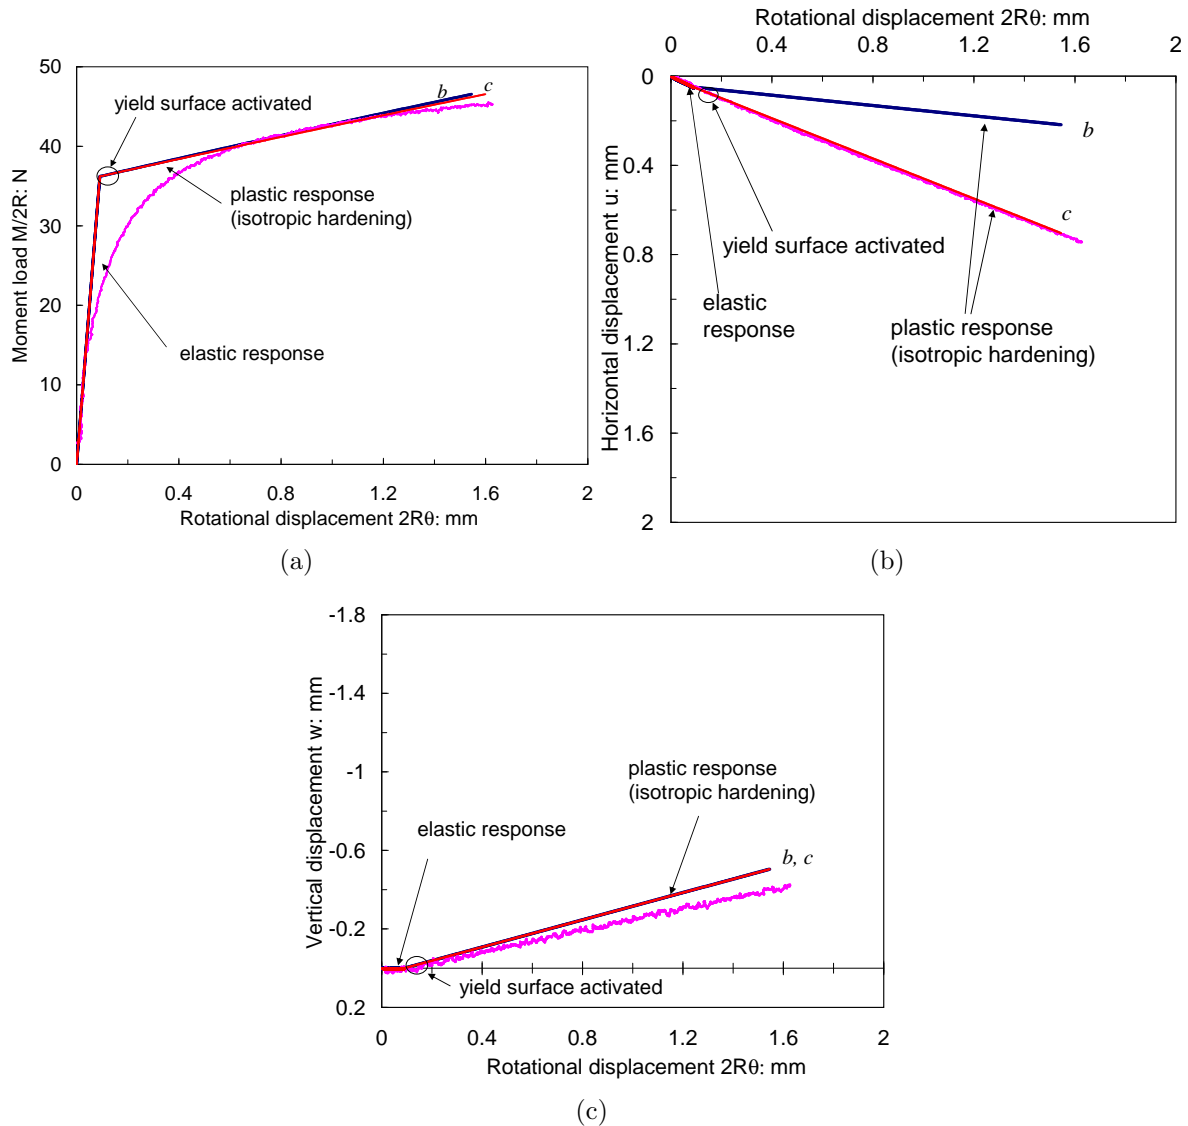 50
40
30
20
10
0
Moment load M/2R: N
yield surface activated
b
c
plastic response
(isotropic hardening)
elastic response
0
0.4
0.8
1.2
1.6
2
Rotational displacement 2Rθ: mm
(a)
Rotational displacement 2Rθ: mm
0
0.4
0.8
1.2
1.6
2
0
0.4
0.8
1.2
1.6
2
Horizontal displacement u: mm
b
c
yield surface activated
elastic
response
plastic response
(isotropic hardening)
(b)
-1.8
-1.4
-1
-0.6
-0.2
0.2
Vertical displacement w: mm
plastic response
(isotropic hardening)
elastic response
b, c
yield surface activated
0
0.4
0.8
1.2
1.6
2
Rotational displacement 2Rθ: mm
(c)